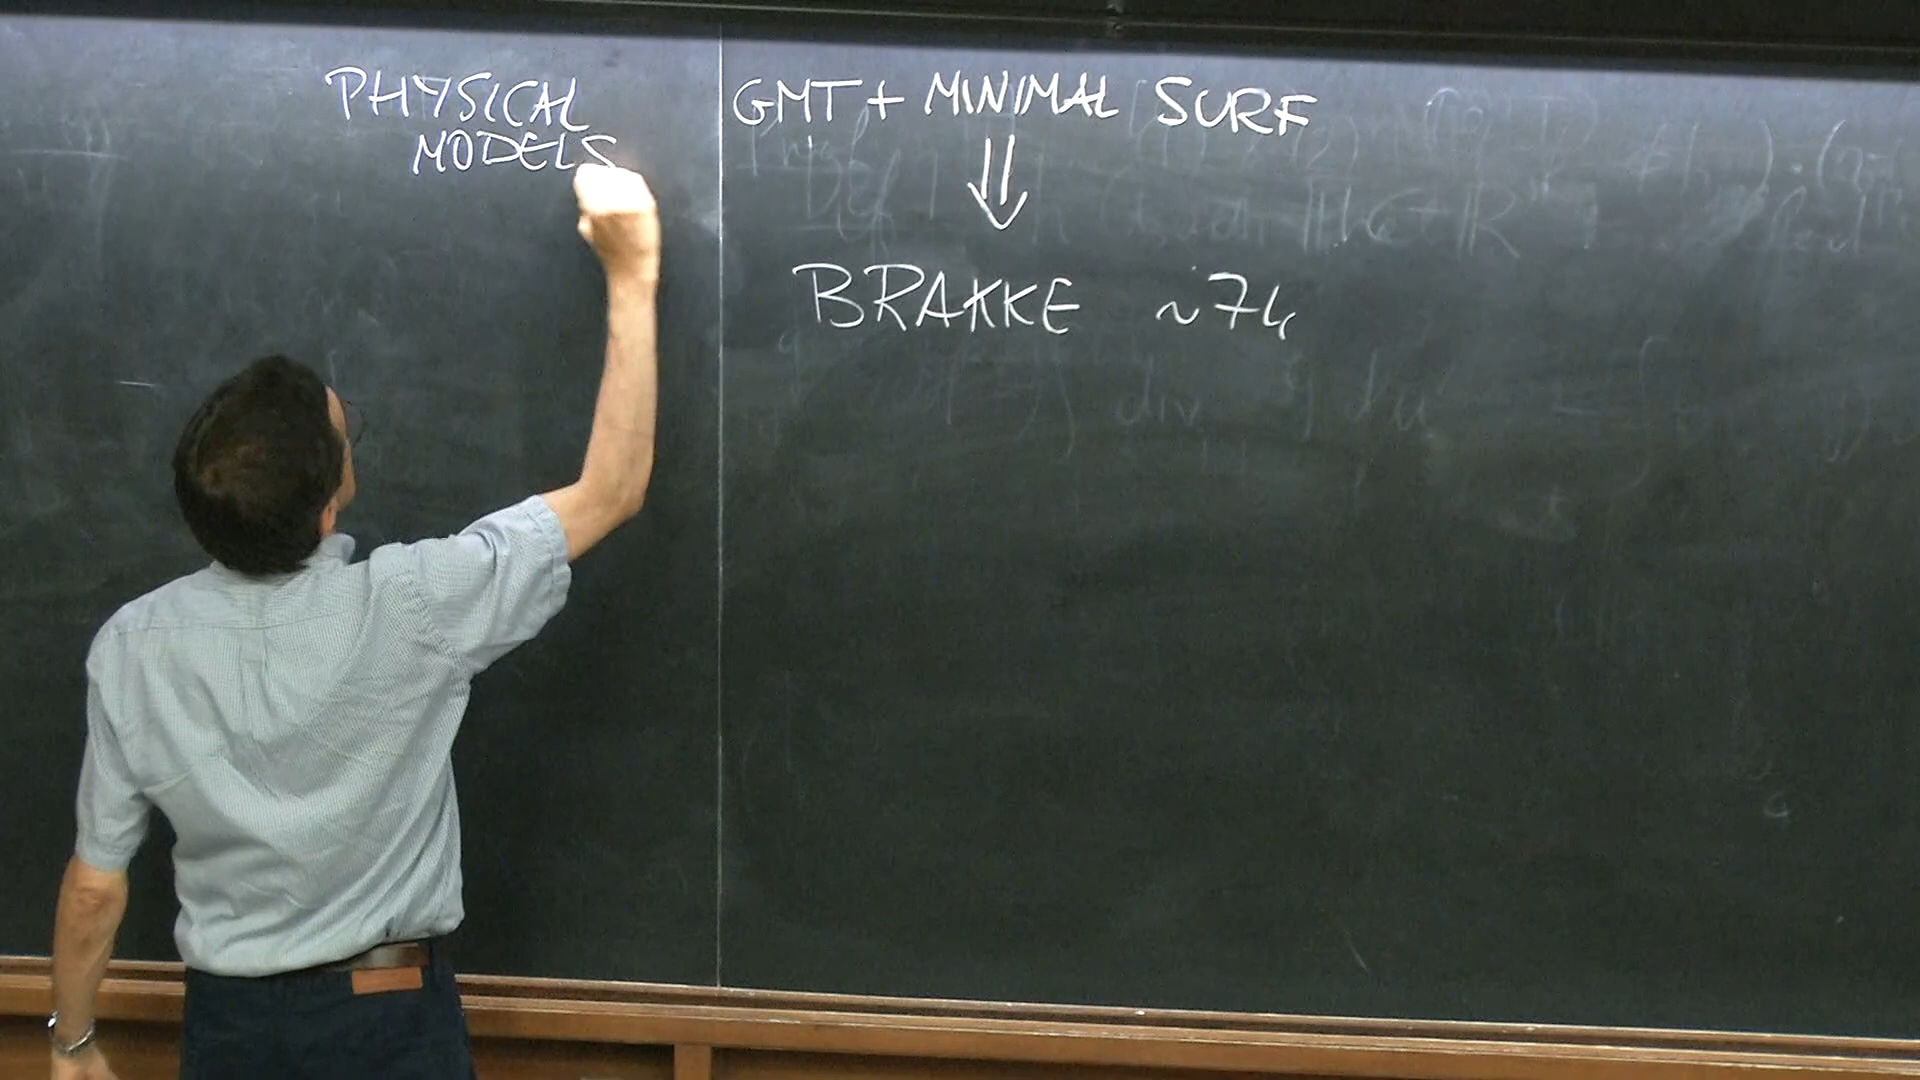 PHYSICAL
MODELS
GMT + MINIMAL SURF
⇓
BRAKKE ~74